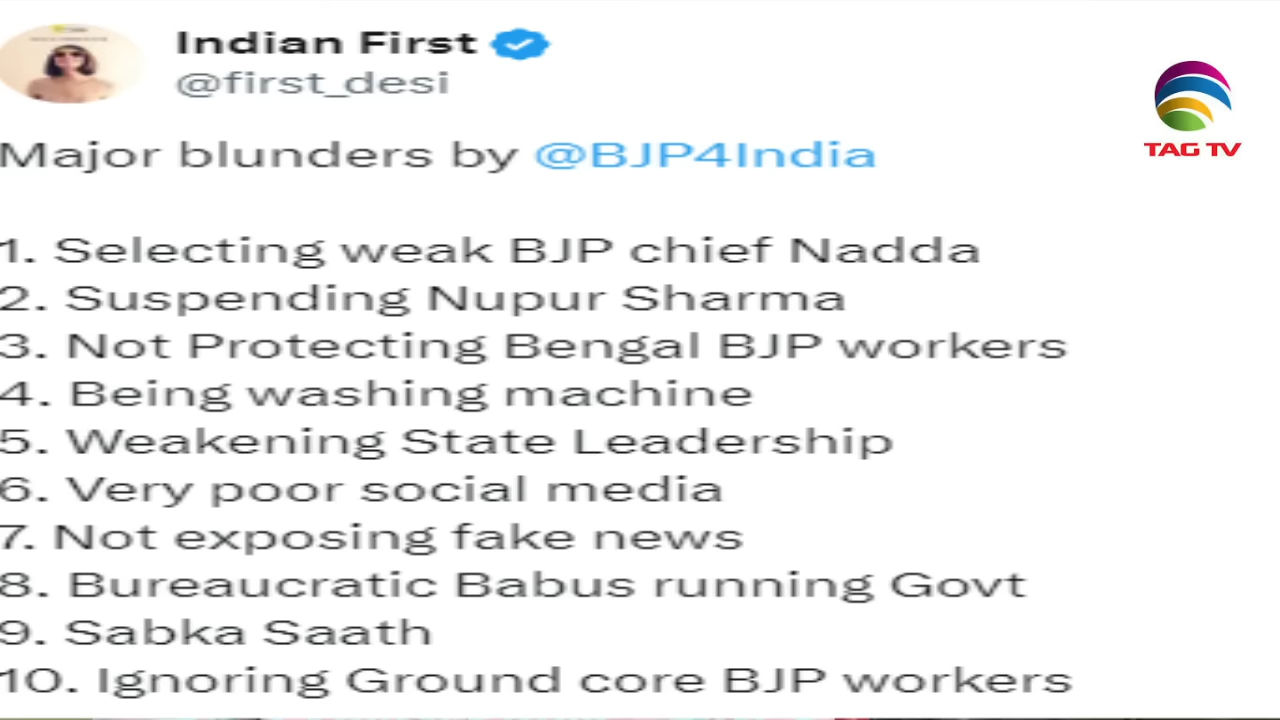 Indian First
@first_desi
TAG TV
Major blunders by @BJP4India
1. Selecting weak BJP chief Nadda
2. Suspending Nupur Sharma
3. Not Protecting Bengal BJP workers
4. Being washing machine
5. Weakening State Leadership
6. Very poor social media
7. Not exposing fake news
8. Bureaucratic Babus running Govt
9. Sabka Saath
10. Ignoring Ground core BJP workers